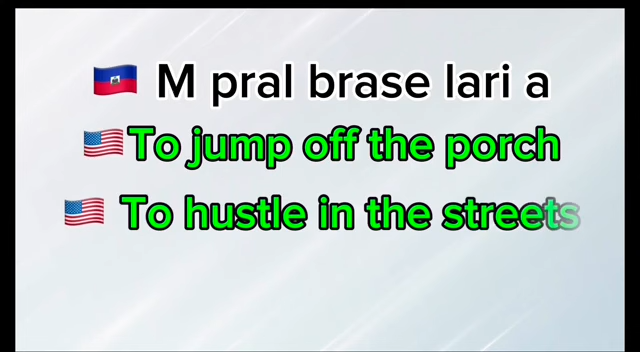 M pral brase lari a
To jump off the porch
To hustle in the streets